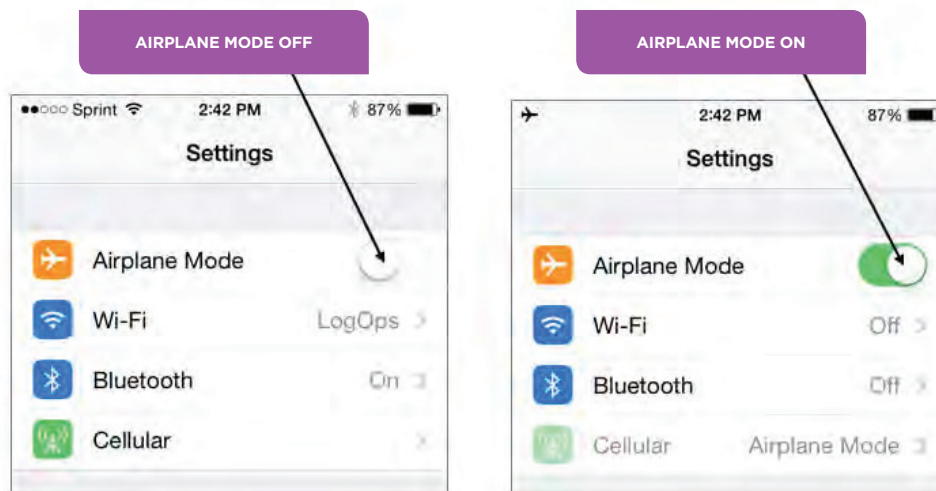 AIRPLANE MODE OFF
Sprint 2:42 PM 87%
Settings
Airplane Mode
Wi-Fi LogOps
Bluetooth On
Cellular
AIRPLANE MODE ON
2:42 PM 87%
Settings
Airplane Mode
Wi-Fi Off
Bluetooth Off
Cellular Airplane Mode